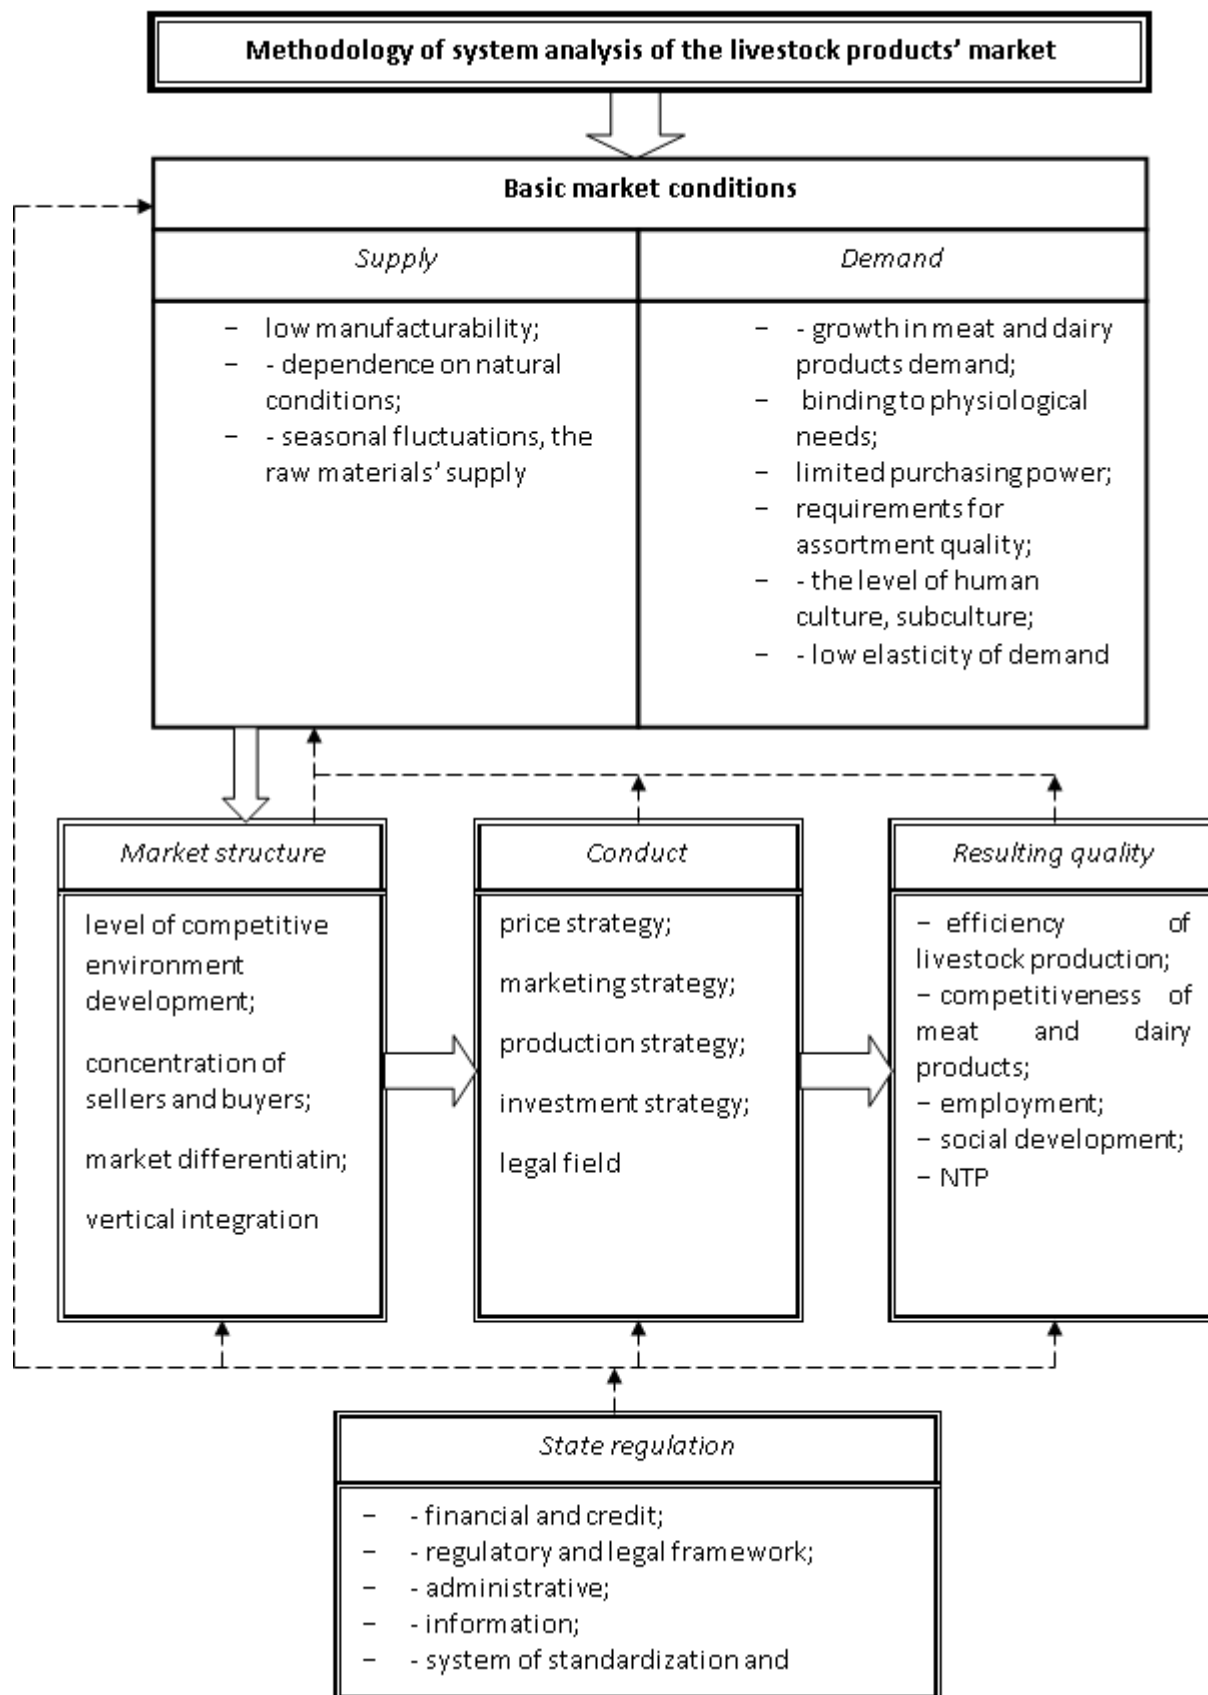 Methodology of system analysis of the livestock products’ market
Basic market conditions
Supply
Demand
– low manufacturability;
– - dependence on natural
conditions;
– - seasonal fluctuations, the
raw materials’ supply
– - growth in meat and dairy
products demand;
– binding to physiological
needs;
– limited purchasing power;
– requirements for
assortment quality;
– - the level of human
culture, subculture;
– - low elasticity of demand
Market structure
level of competitive
environment
development;
concentration of
sellers and buyers;
market differentiatin;
vertical integration
Conduct
price strategy;
marketing strategy;
production strategy;
investment strategy;
legal field
Resulting quality
– efficiency of
livestock production;
– competitiveness of
meat and dairy
products;
– employment;
– social development;
– NTP
State regulation
– - financial and credit;
– - regulatory and legal framework;
– - administrative;
– - information;
– - system of standardization and